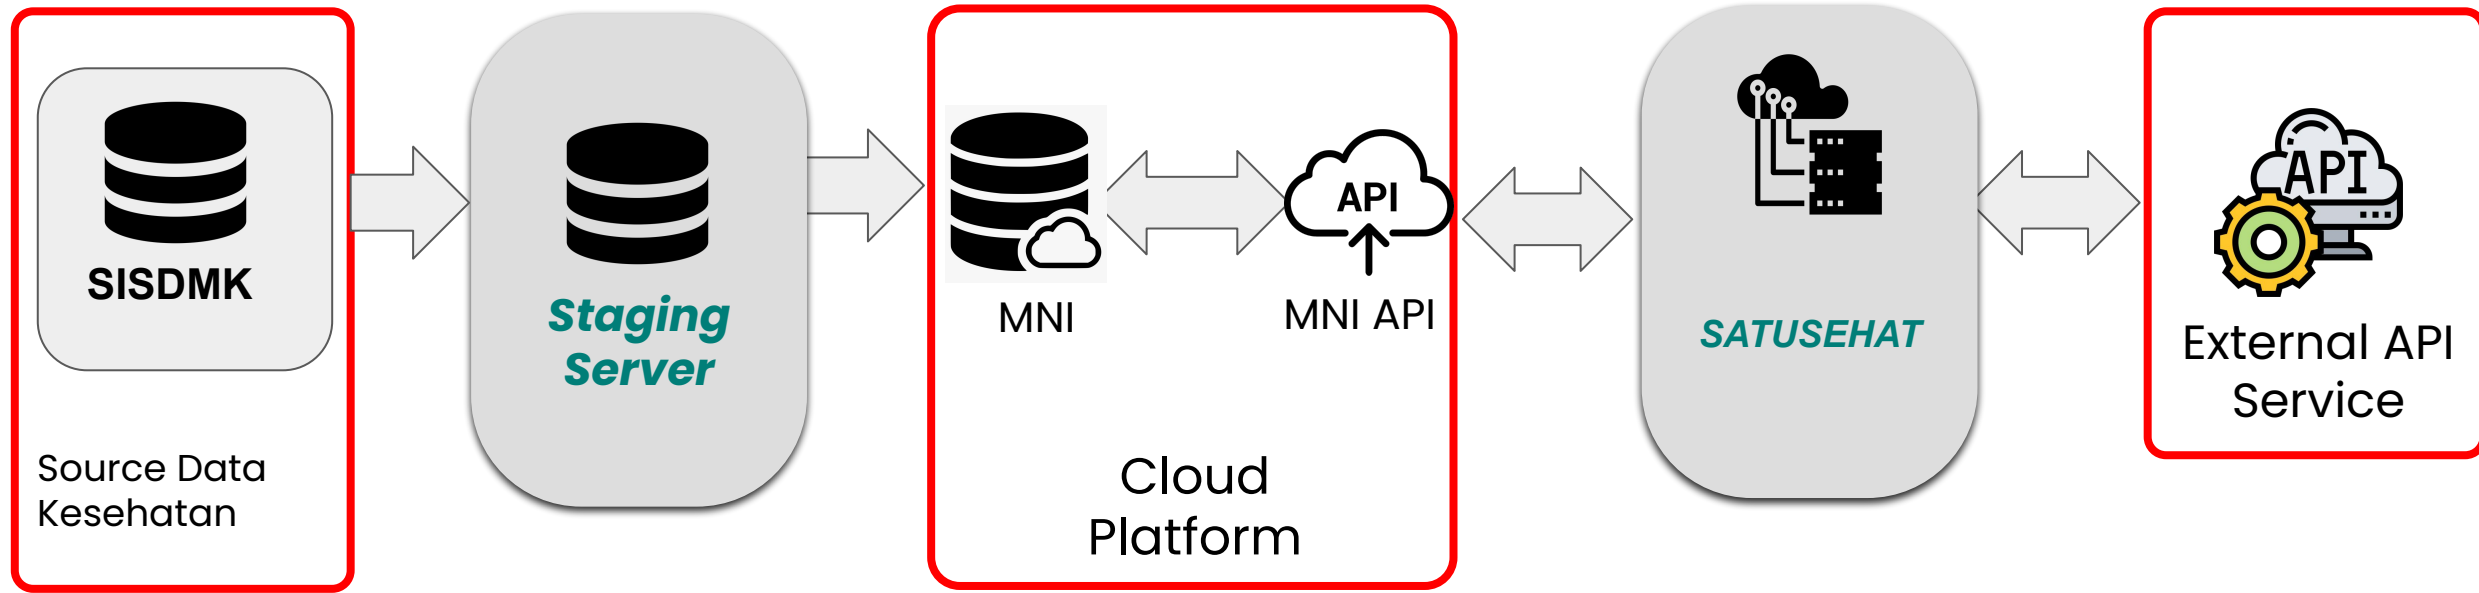 SISDMK
Source Data
Kesehatan
Staging
Server
MNI
API
MNI API
Cloud
Platform
SATUSEHAT
API
External API
Service